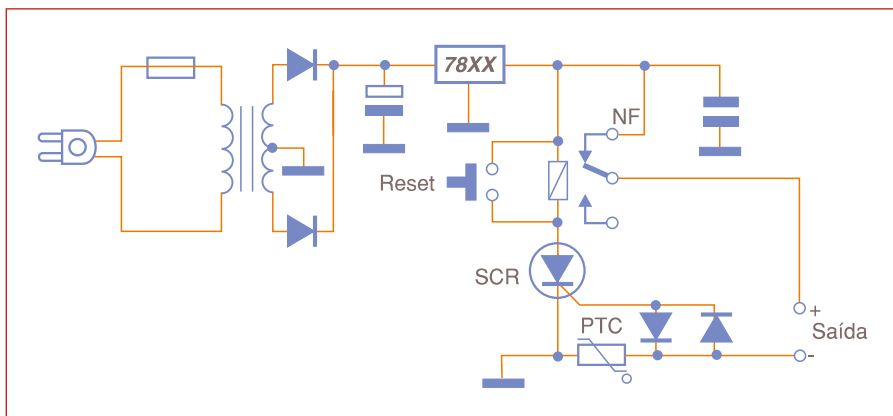 78XX
NF
Reset
SCR
PTC
+
Saída
-